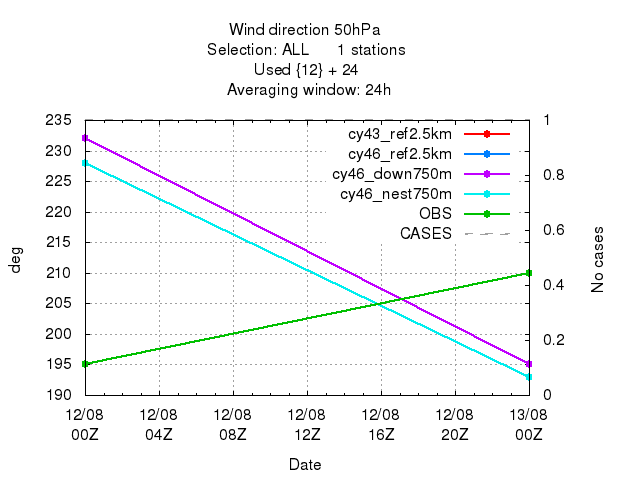 Wind direction 50hPa
Selection: ALL 1 stations
Used {12} + 24
Averaging window: 24h
235
230
225
220
215
210
205
200
195
190
deg
1
0.8
0.6
0.4
0.2
0
No cases
cy43_ref2.5km
cy46_ref2.5km
cy46_down750m
cy46_nest750m
OBS
CASES
12/08 12/08 12/08 12/08 12/08 12/08 13/08
00Z 04Z 08Z 12Z 16Z 20Z 00Z
Date